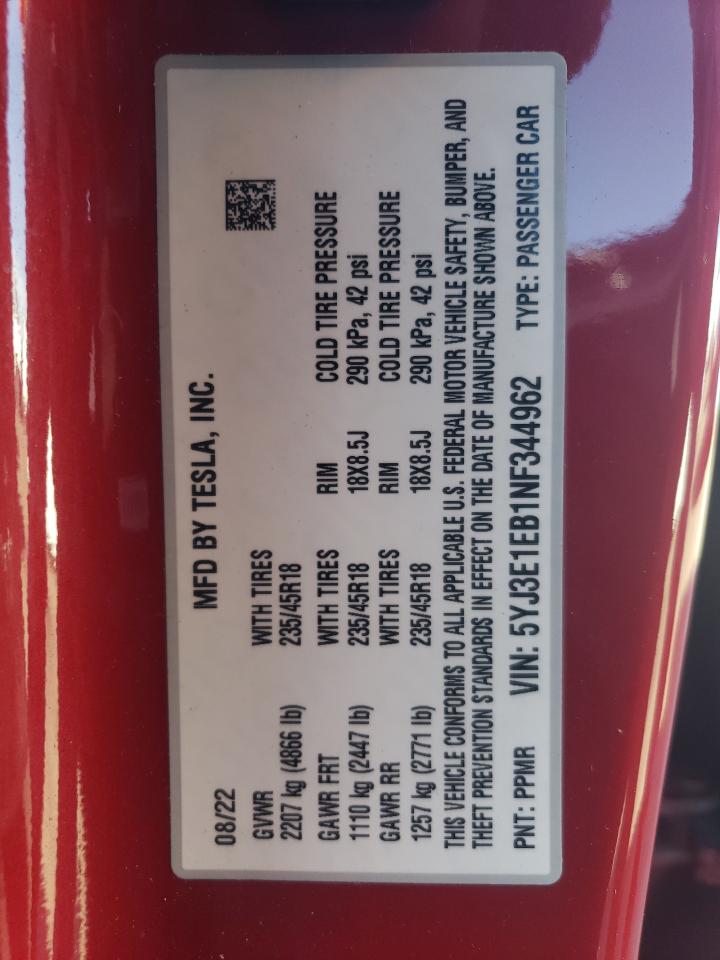 MFD BY TESLA, INC.
08/22
GVWR WITH TIRES
2207 kg (4866 lb) 235/45R18
GAWR FRT WITH TIRES RIM COLD TIRE PRESSURE
1110 kg (2447 lb) 235/45R18 18X8.5J 290 kPa, 42 psi
GAWR RR WITH TIRES RIM COLD TIRE PRESSURE
1257 kg (2771 lb) 235/45R18 18X8.5J 290 kPa, 42 psi
THIS VEHICLE CONFORMS TO ALL APPLICABLE U.S. FEDERAL MOTOR VEHICLE SAFETY, BUMPER, AND
THEFT PREVENTION STANDARDS IN EFFECT ON THE DATE OF MANUFACTURE SHOWN ABOVE.
PNT: PPMR VIN: 5YJ3E1EB1NF344962 TYPE: PASSENGER CAR